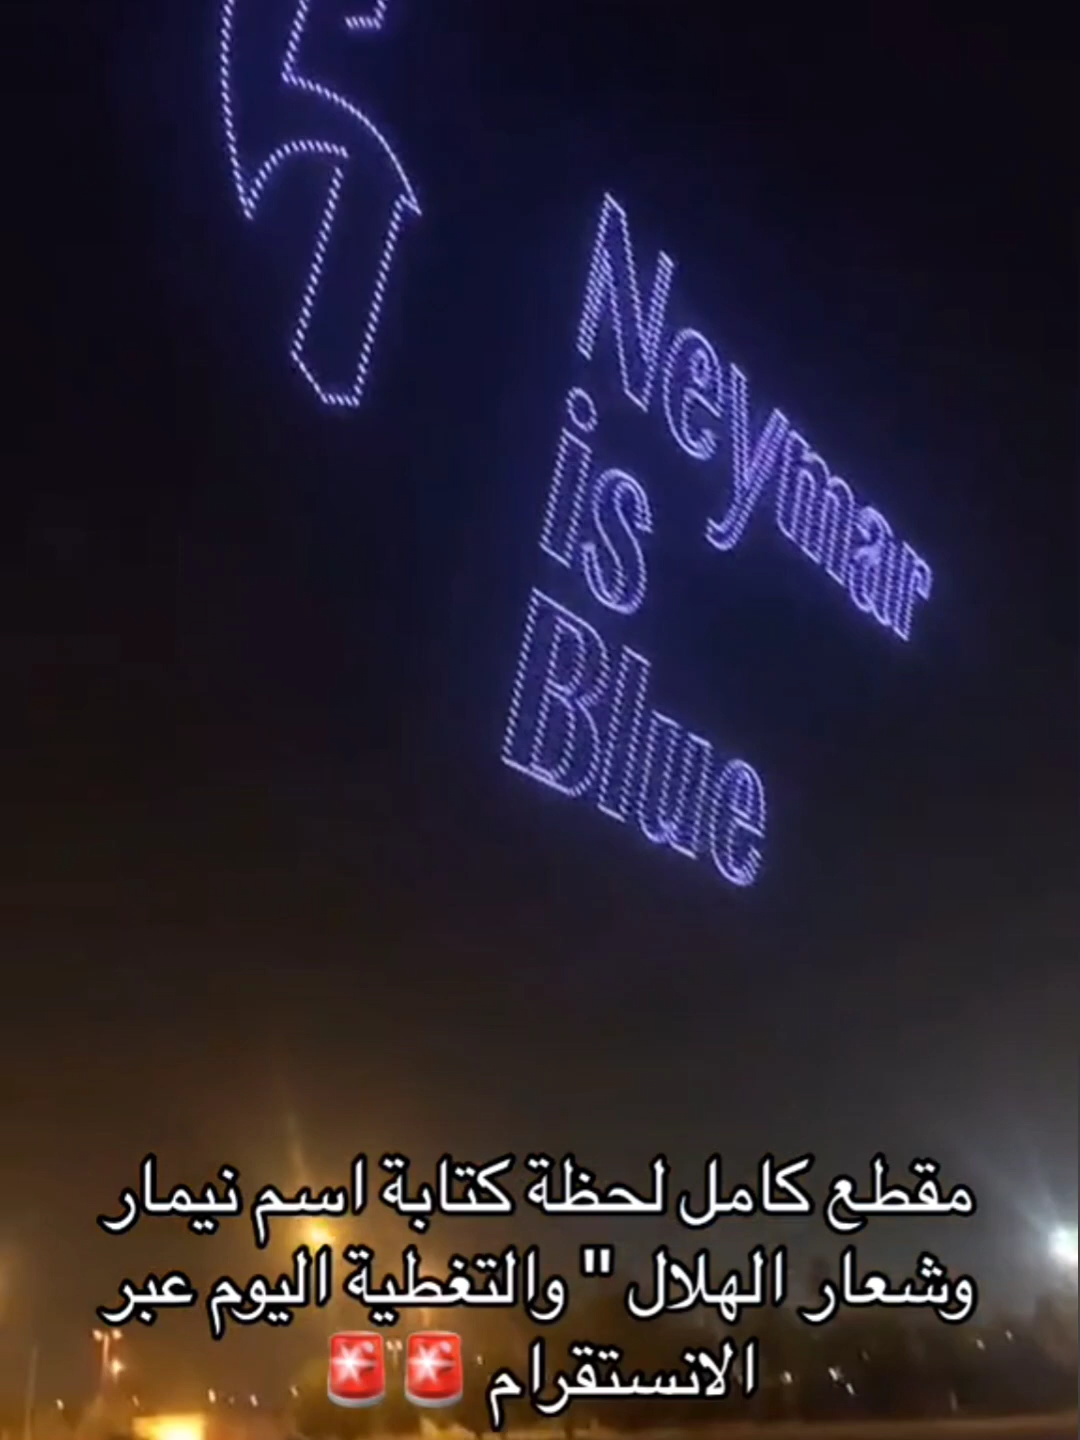 Neymar
is
Blue
مقطع كامل لحظة كتابة اسم نيمار
وشعار الهلال " والتغطية اليوم عبر
الانستقرام 🚨🚨